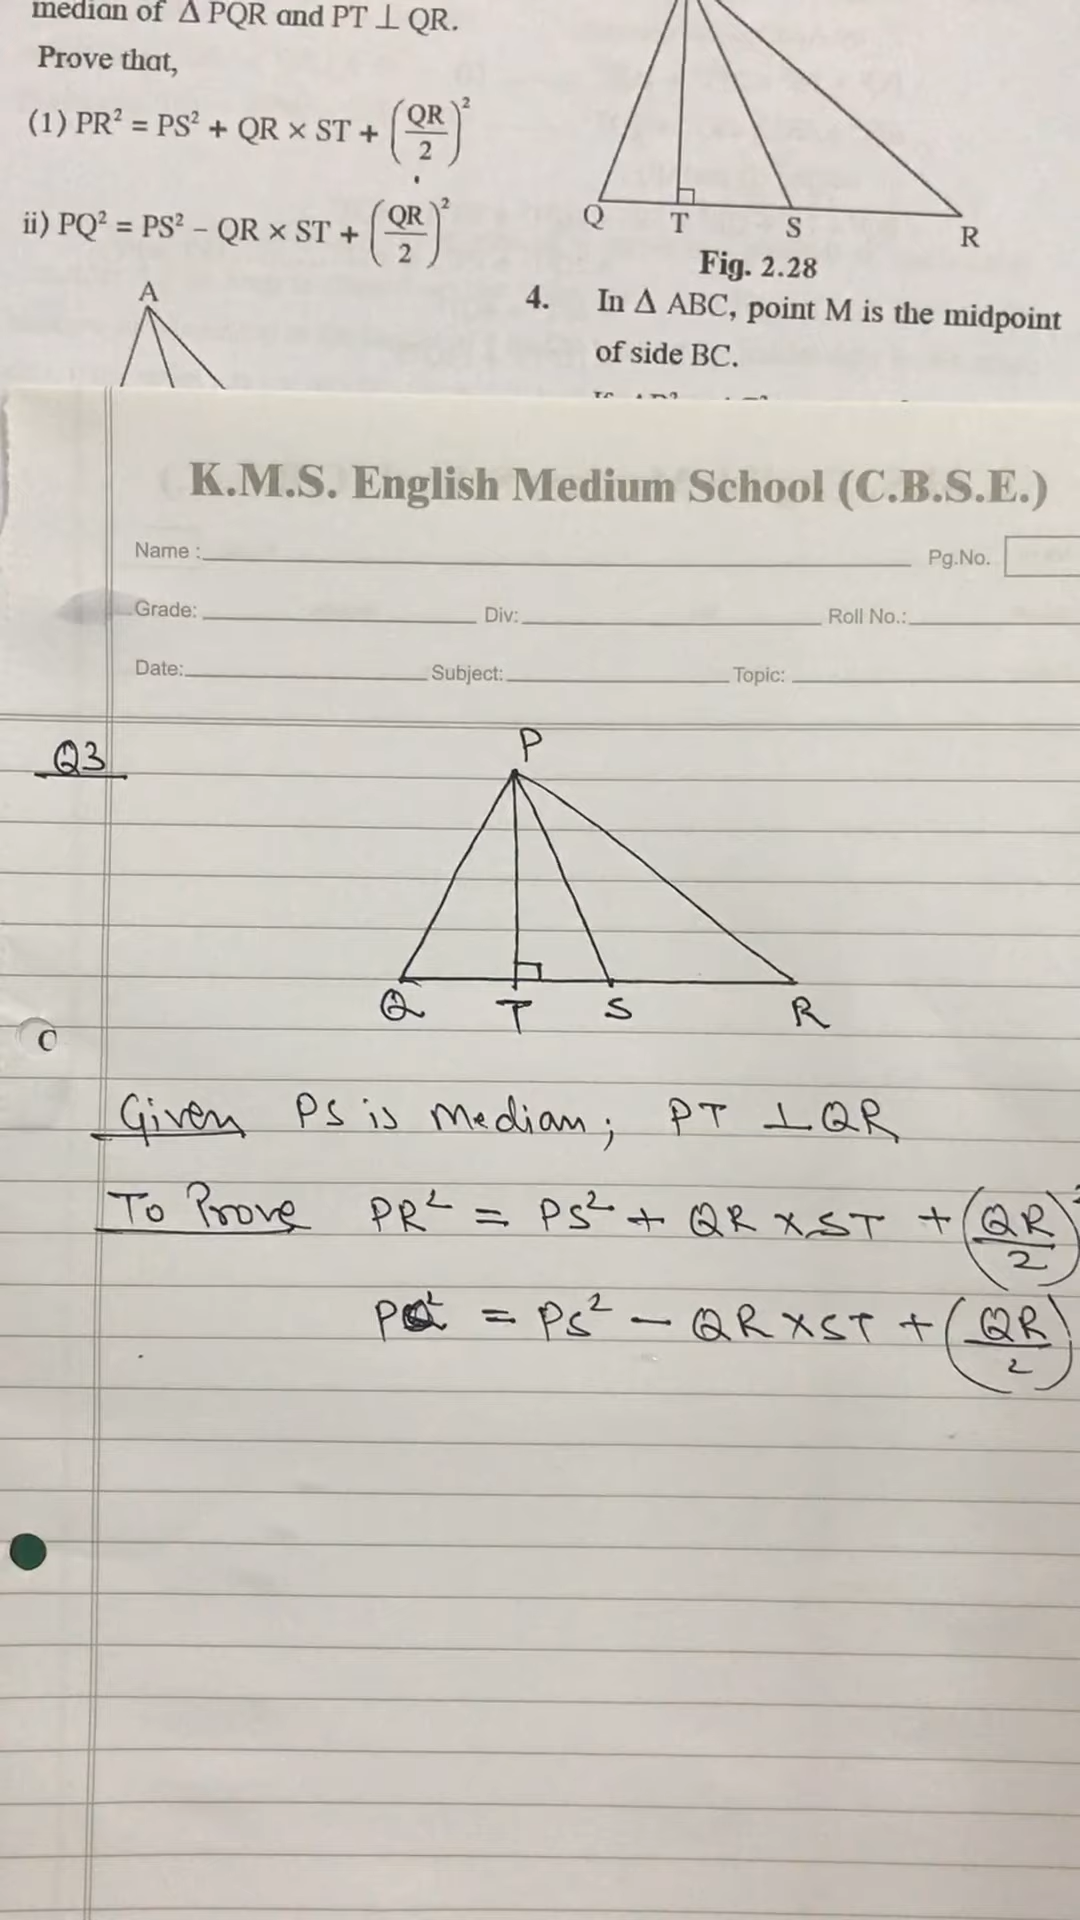 median of Δ PQR and PT ⊥ QR.
Prove that,
(1) PR² = PS² + QR × ST + (QR/2)²
ii) PQ² = PS² – QR × ST + (QR/2)²
A
Q T S R
Fig. 2.28
4. In Δ ABC, point M is the midpoint
of side BC.
K.M.S. English Medium School (C.B.S.E.)
Name : Pg.No.
Grade: Div: Roll No.:
Date: Subject: Topic:
Q3
P
Q T S R
Given PS is Median; PT ⊥ QR
To Prove PR² = PS² + QR × ST + (QR/2)²
PQ² = PS² – QR × ST + (QR/2)